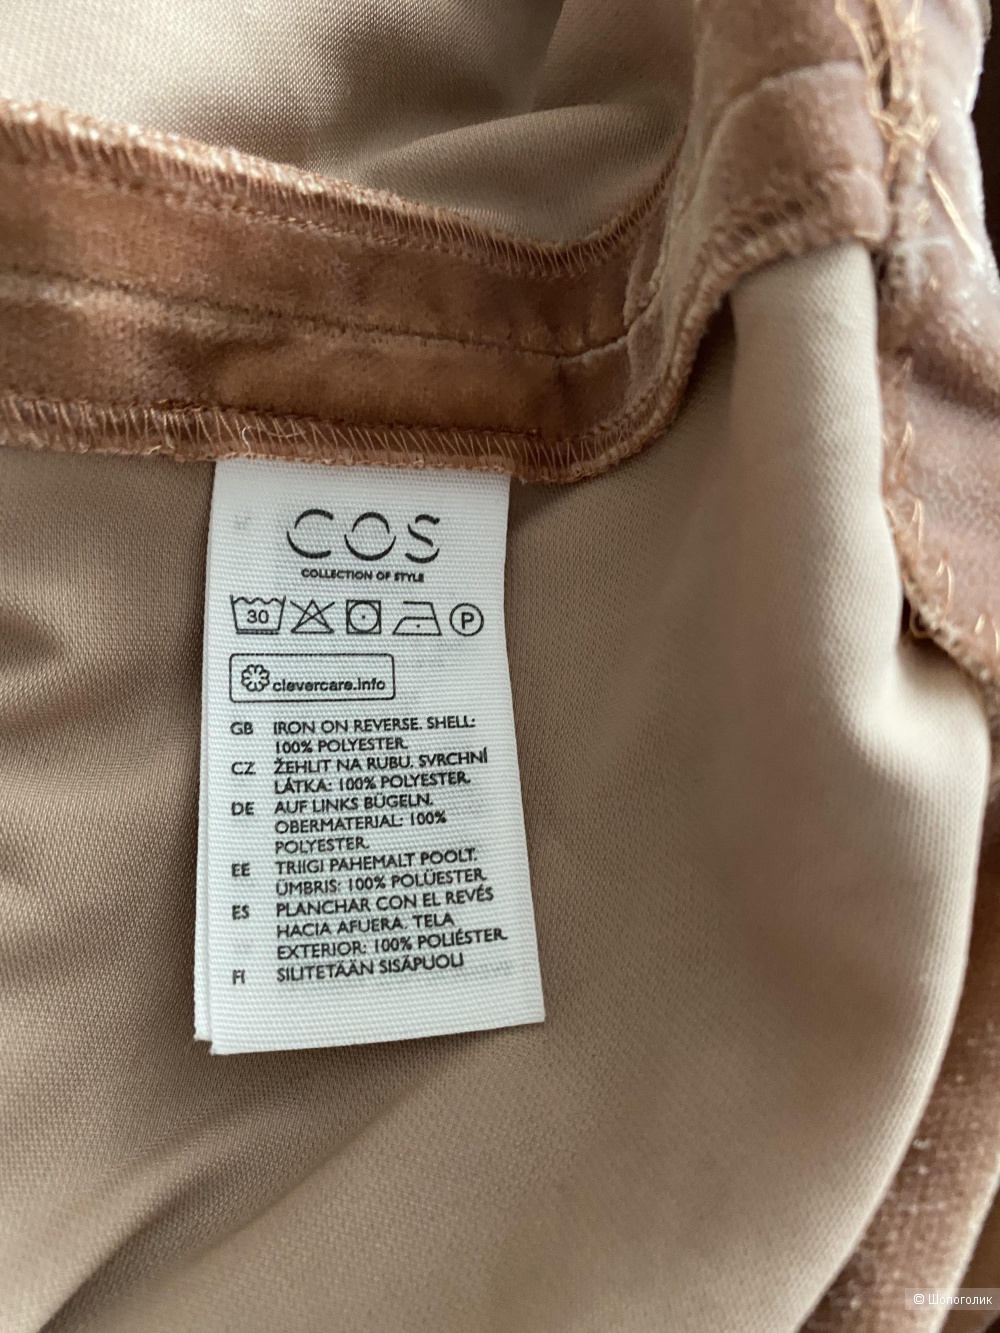 COS
COLLECTION OF STYLE
30 P
clevercare.info
GB IRON ON REVERSE. SHELL:
100% POLYESTER.
CZ ŽEHLIT NA RUBU. SVRCHNÍ
LÁTKA: 100% POLYESTER.
DE AUF LINKS BÜGELN.
OBERMATERIAL: 100%
POLYESTER.
EE TRIIGI PAHEMALT POOLT.
ÜMBRIS: 100% POLÜESTER
ES PLANCHAR CON EL REVÉS
HACIA AFUERA. TELA
EXTERIOR: 100% POLIÉSTER.
FI SILITETÄÄN SISÄPUOLI
© Шопоголик